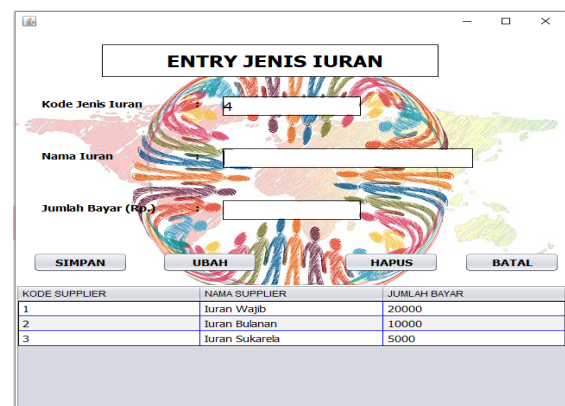 ENTRY JENIS IURAN
Kode Jenis Iuran : 4
Nama Iuran :
Jumlah Bayar (Rp.) :
SIMPAN UBAH HAPUS BATAL
KODE SUPPLIER NAMA SUPPLIER JUMLAH BAYAR
1 Iuran Wajib 20000
2 Iuran Bulanan 10000
3 Iuran Sukarela 5000